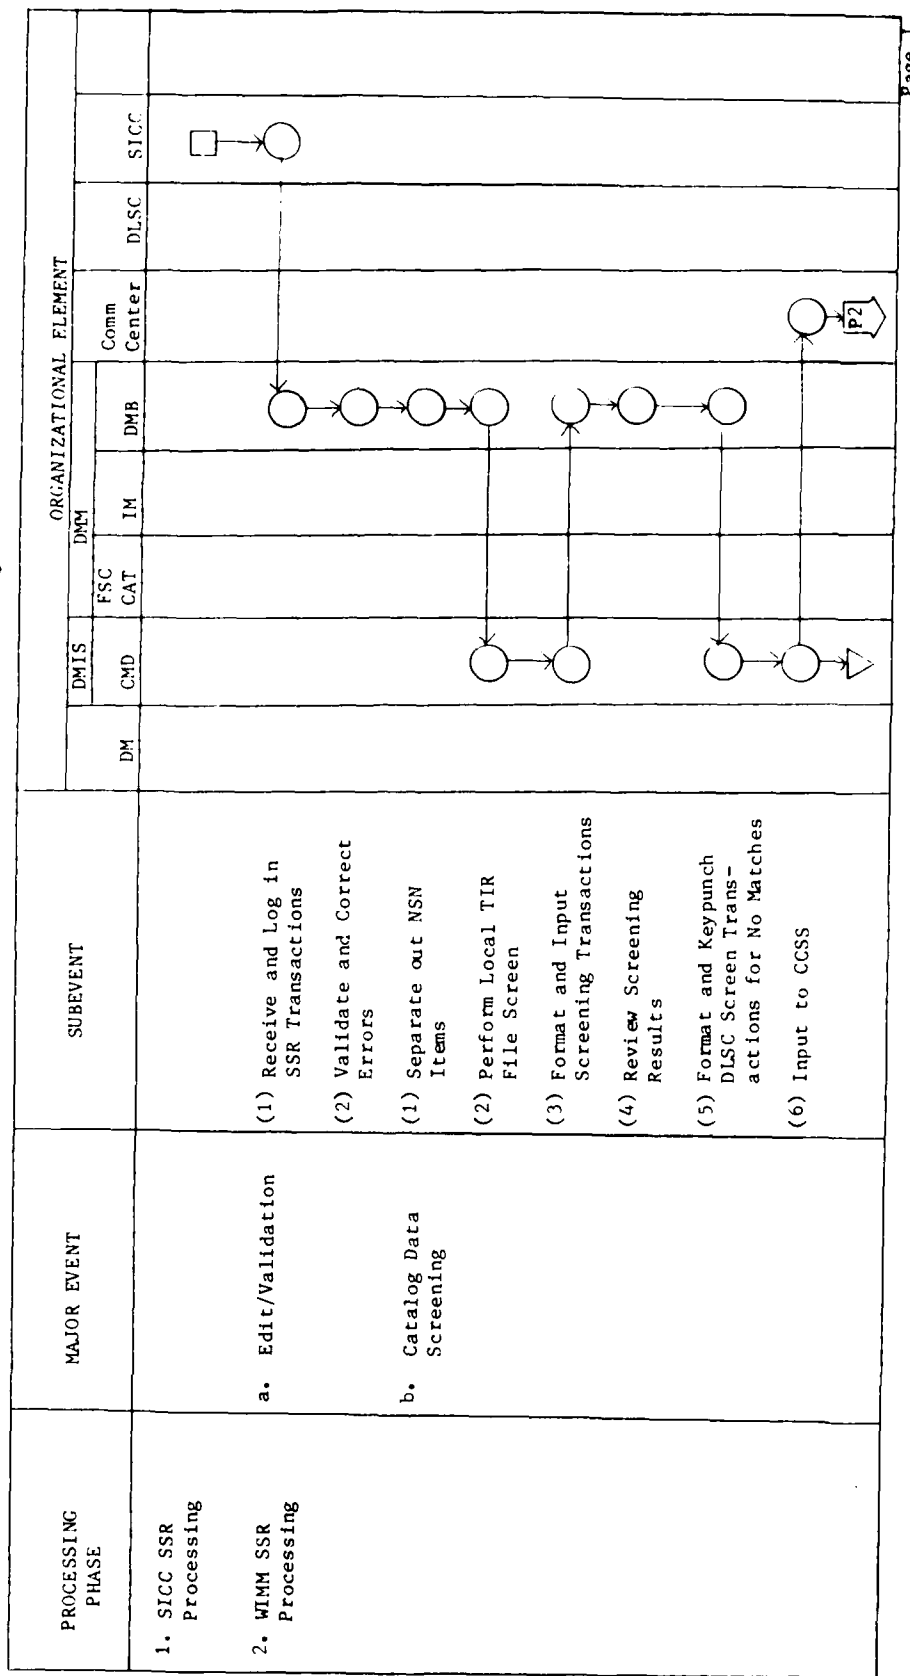 ORGANIZATIONAL ELEMENT
PROCESSING
PHASE
MAJOR EVENT
SUBEVENT
DMIS
DMM
DM
CMD
FSC
CAT
IM
DMB
Comm
Center
DLSC
SICC
1. SICC SSR
Processing
2. WIMM SSR
Processing
a. Edit/Validation
(1) Receive and Log in
SSR Transactions
(2) Validate and Correct
Errors
b. Catalog Data
Screening
(1) Separate out NSN
Items
(2) Perform Local TIR
File Screen
(3) Format and Input
Screening Transactions
(4) Review Screening
Results
(5) Format and Keypunch
DLSC Screen Trans-
actions for No Matches
(6) Input to CCSS
P2